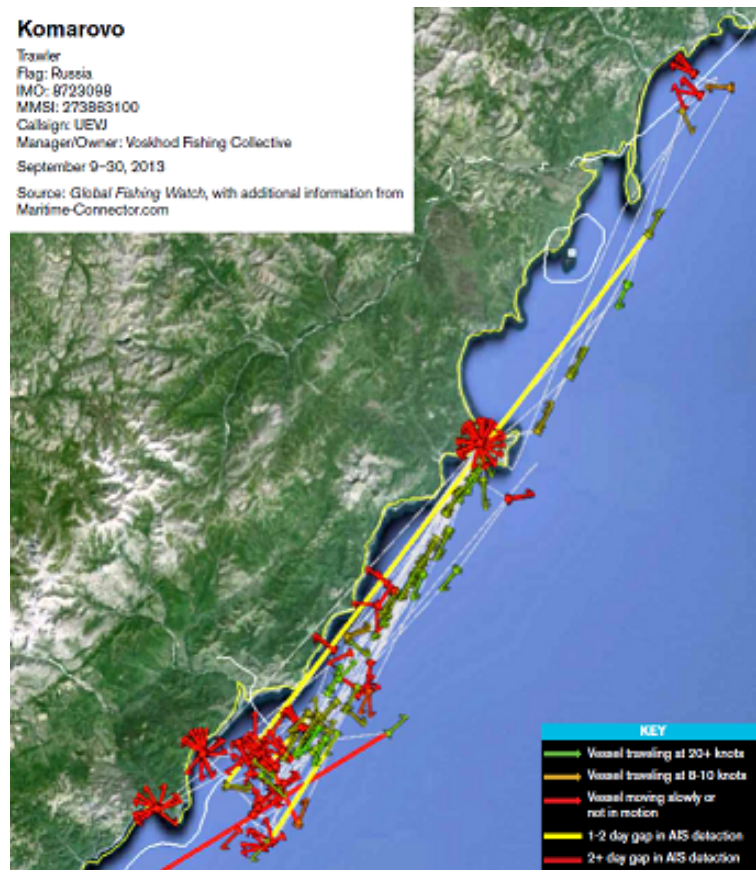 Komarovo
Trawler
Flag: Russia
IMO: 8723098
MMSI: 273863100
Callsign: UEVJ
Manager/Owner: Voskhod Fishing Collective
September 9–30, 2013
Source: Global Fishing Watch, with additional information from
Maritime-Connector.com
KEY
Vessel traveling at 20+ knots
Vessel traveling at 8-10 knots
Vessel moving slowly or
not in motion
1-2 day gap in AIS detection
2+ day gap in AIS detection